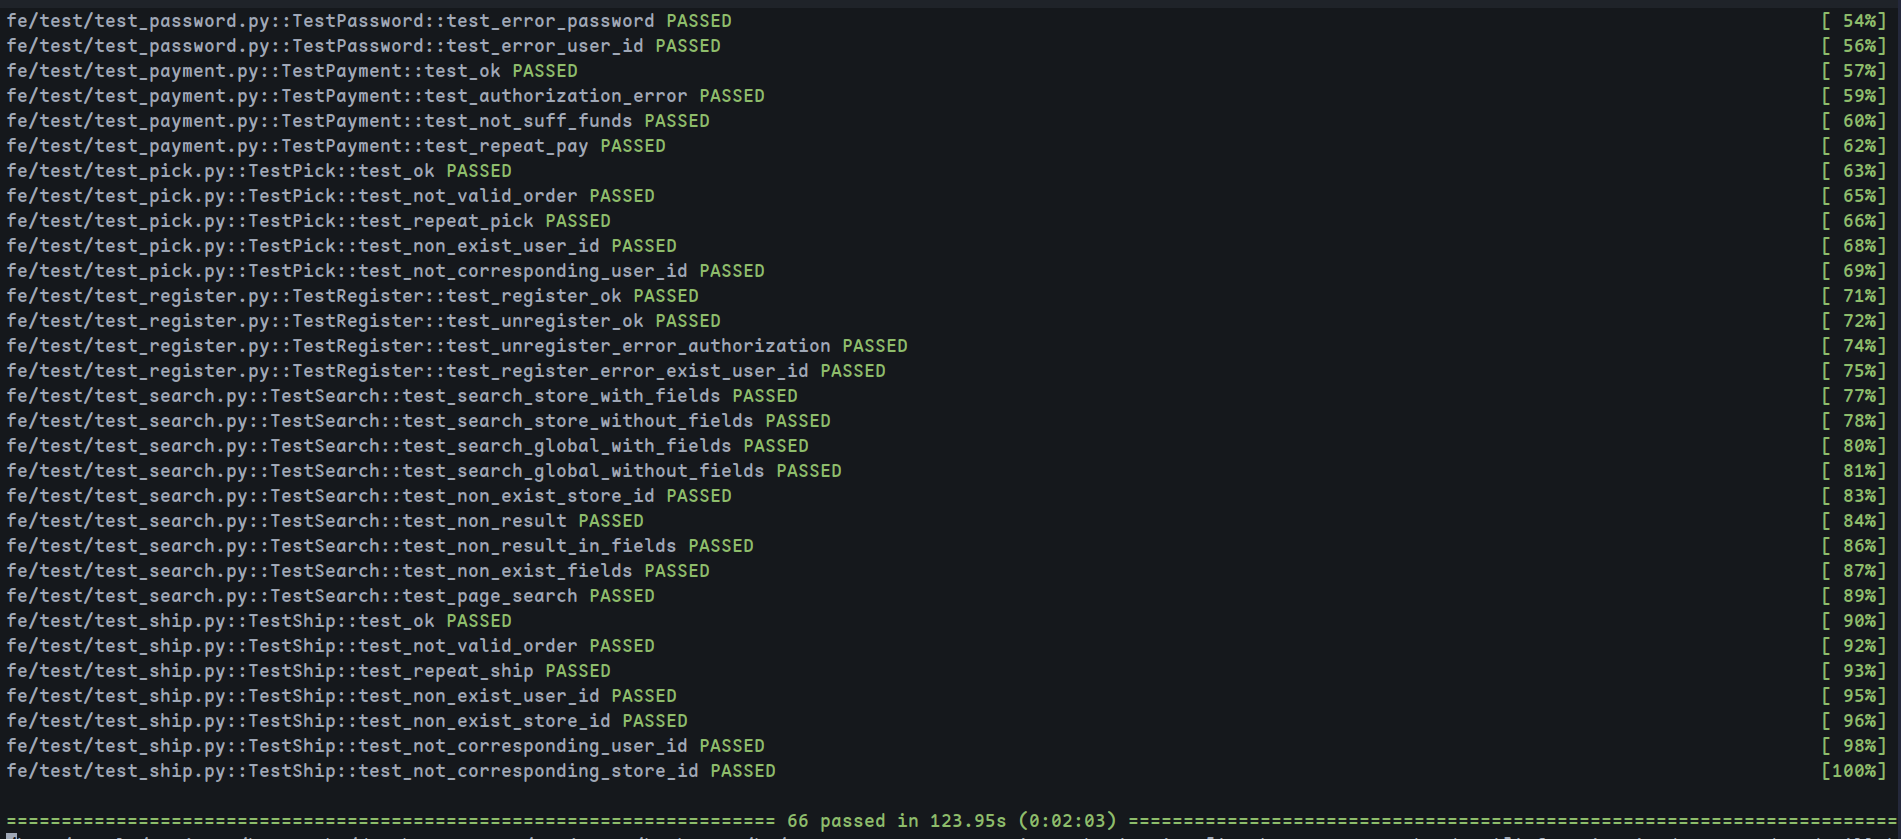 fe/test/test_password.py::TestPassword::test_error_password PASSED [ 54%]
fe/test/test_password.py::TestPassword::test_error_user_id PASSED [ 56%]
fe/test/test_payment.py::TestPayment::test_ok PASSED [ 57%]
fe/test/test_payment.py::TestPayment::test_authorization_error PASSED [ 59%]
fe/test/test_payment.py::TestPayment::test_not_suff_funds PASSED [ 60%]
fe/test/test_payment.py::TestPayment::test_repeat_pay PASSED [ 62%]
fe/test/test_pick.py::TestPick::test_ok PASSED [ 63%]
fe/test/test_pick.py::TestPick::test_not_valid_order PASSED [ 65%]
fe/test/test_pick.py::TestPick::test_repeat_pick PASSED [ 66%]
fe/test/test_pick.py::TestPick::test_non_exist_user_id PASSED [ 68%]
fe/test/test_pick.py::TestPick::test_not_corresponding_user_id PASSED [ 69%]
fe/test/test_register.py::TestRegister::test_register_ok PASSED [ 71%]
fe/test/test_register.py::TestRegister::test_unregister_ok PASSED [ 72%]
fe/test/test_register.py::TestRegister::test_unregister_error_authorization PASSED [ 74%]
fe/test/test_register.py::TestRegister::test_register_error_exist_user_id PASSED [ 75%]
fe/test/test_search.py::TestSearch::test_search_store_with_fields PASSED [ 77%]
fe/test/test_search.py::TestSearch::test_search_store_without_fields PASSED [ 78%]
fe/test/test_search.py::TestSearch::test_search_global_with_fields PASSED [ 80%]
fe/test/test_search.py::TestSearch::test_search_global_without_fields PASSED [ 81%]
fe/test/test_search.py::TestSearch::test_non_exist_store_id PASSED [ 83%]
fe/test/test_search.py::TestSearch::test_non_result PASSED [ 84%]
fe/test/test_search.py::TestSearch::test_non_result_in_fields PASSED [ 86%]
fe/test/test_search.py::TestSearch::test_non_exist_fields PASSED [ 87%]
fe/test/test_search.py::TestSearch::test_page_search PASSED [ 89%]
fe/test/test_ship.py::TestShip::test_ok PASSED [ 90%]
fe/test/test_ship.py::TestShip::test_not_valid_order PASSED [ 92%]
fe/test/test_ship.py::TestShip::test_repeat_ship PASSED [ 93%]
fe/test/test_ship.py::TestShip::test_non_exist_user_id PASSED [ 95%]
fe/test/test_ship.py::TestShip::test_non_exist_store_id PASSED [ 96%]
fe/test/test_ship.py::TestShip::test_not_corresponding_user_id PASSED [ 98%]
fe/test/test_ship.py::TestShip::test_not_corresponding_store_id PASSED [100%]
====================================================================== 66 passed in 123.95s (0:02:03) ======================================================================